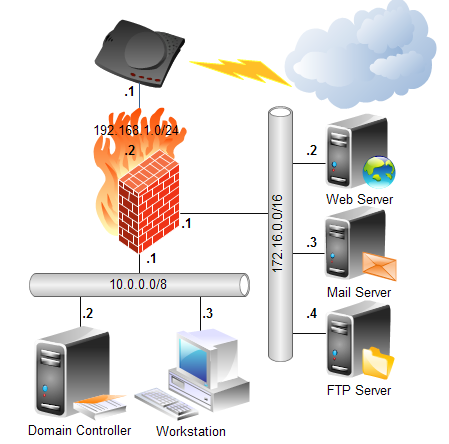 .1
192.168.1.0/24
.2
.2
Web Server
.1
172.16.0.0/16
.3
Mail Server
.1
10.0.0.0/8
.2
.3
.4
FTP Server
Domain Controller
Workstation